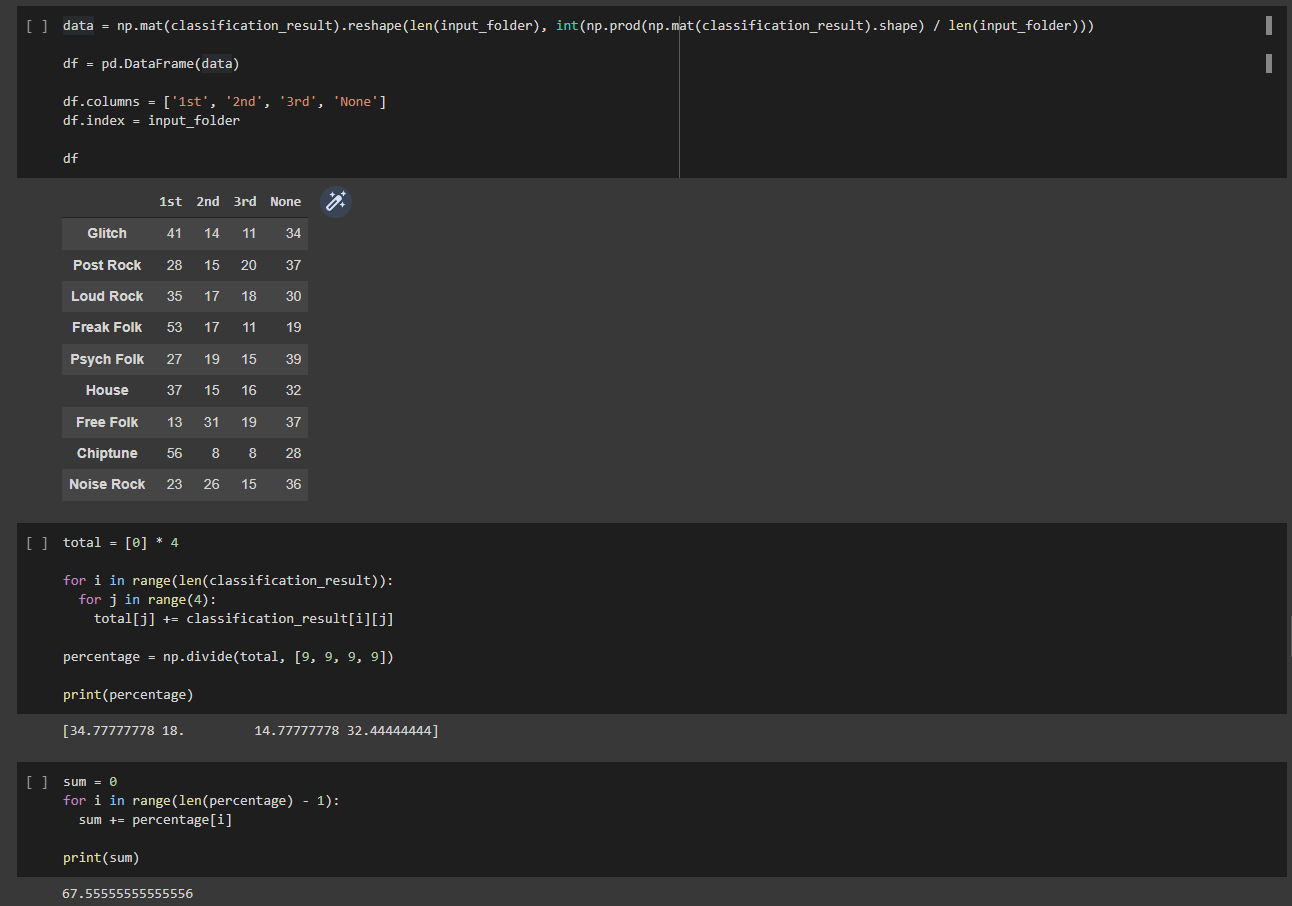 [ ] data = np.mat(classification_result).reshape(len(input_folder), int(np.prod(np.mat(classification_result).shape) / len(input_folder)))
df = pd.DataFrame(data)
df.columns = ['1st', '2nd', '3rd', 'None']
df.index = input_folder
df
1st 2nd 3rd None
Glitch 41 14 11 34
Post Rock 28 15 20 37
Loud Rock 35 17 18 30
Freak Folk 53 17 11 19
Psych Folk 27 19 15 39
House 37 15 16 32
Free Folk 13 31 19 37
Chiptune 56 8 8 28
Noise Rock 23 26 15 36
[ ] total = [0] * 4
for i in range(len(classification_result)):
  for j in range(4):
    total[j] += classification_result[i][j]
percentage = np.divide(total, [9, 9, 9, 9])
print(percentage)
[34.77777778 18.         14.77777778 32.44444444]
[ ] sum = 0
for i in range(len(percentage) - 1):
  sum += percentage[i]
print(sum)
67.55555555555556